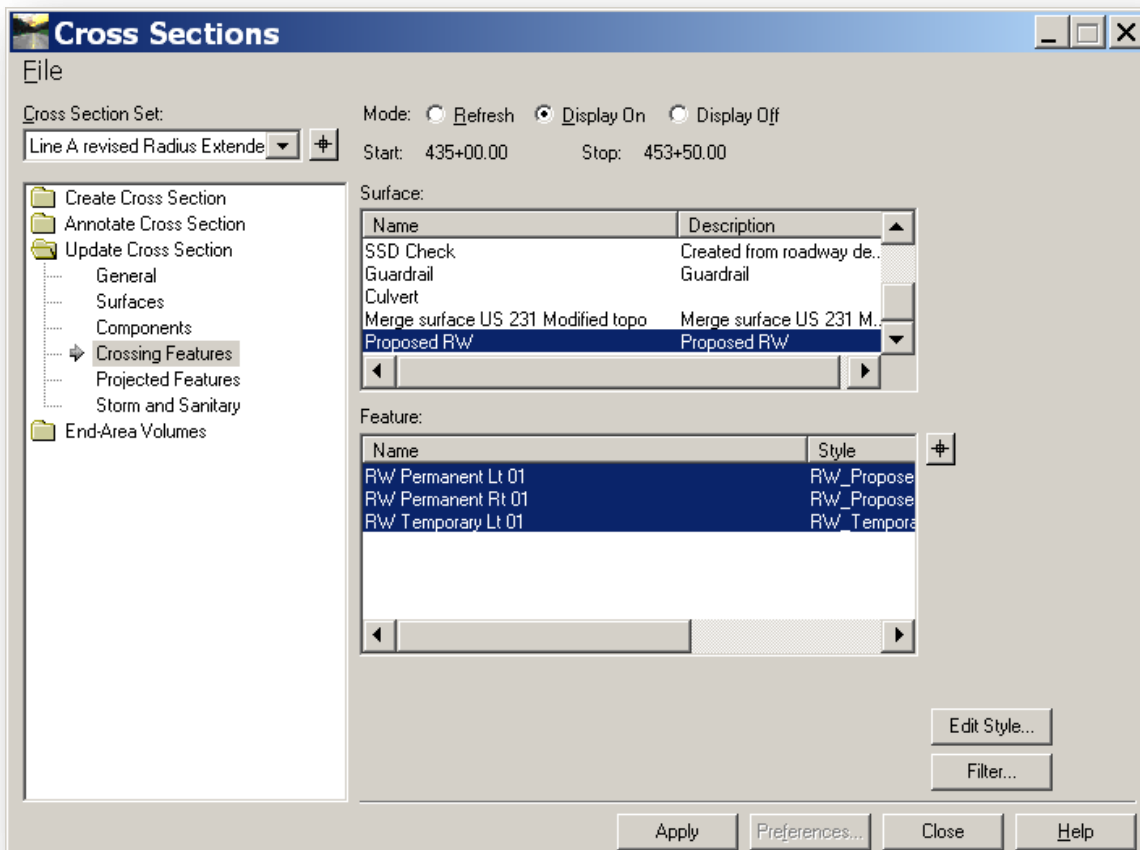 Cross Sections
File
Cross Section Set:
Line A revised Radius Extende
Mode: Refresh Display On Display Off
Start: 435+00.00 Stop: 453+50.00
Create Cross Section
Annotate Cross Section
Update Cross Section
General
Surfaces
Components
Crossing Features
Projected Features
Storm and Sanitary
End-Area Volumes
Surface:
Name Description
SSD Check Created from roadway de..
Guardrail Guardrail
Culvert
Merge surface US 231 Modified topo Merge surface US 231 M..
Proposed RW Proposed RW
Feature:
Name Style
RW Permanent Lt 01 RW_Propose
RW Permanent Rt 01 RW_Propose
RW Temporary Lt 01 RW_Tempora
Edit Style...
Filter...
Apply Preferences... Close Help